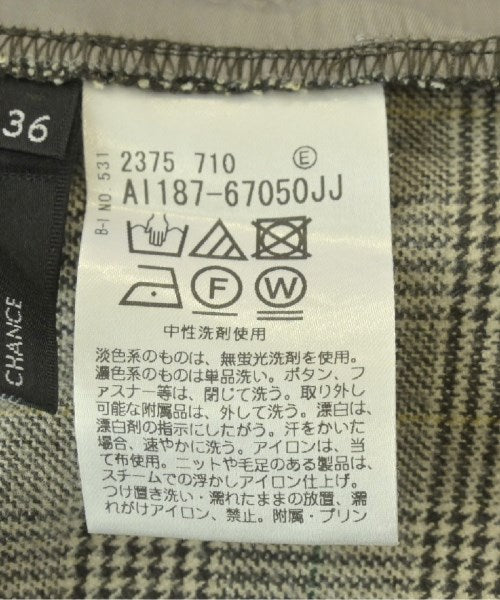 36
CHANCE
B-I NO. 531
2375 710 Ⓔ
AI187-67050JJ
F W
中性洗剤使用
淡色系のものは、無蛍光洗剤を使用。
濃色系のものは単品洗い。ボタン、フ
ァスナー等は、閉じて洗う。取り外し
可能な附属品は、外して洗う。漂白は、
漂白剤の指示にしたがう。汗をかいた
場合、速やかに洗う。アイロンは、当
て布使用。ニットや毛足のある製品は、
スチームでの浮かしアイロン仕上げ。
つけ置き洗い・濡れたままの放置、濡
れがけアイロン、禁止。附属・プリン